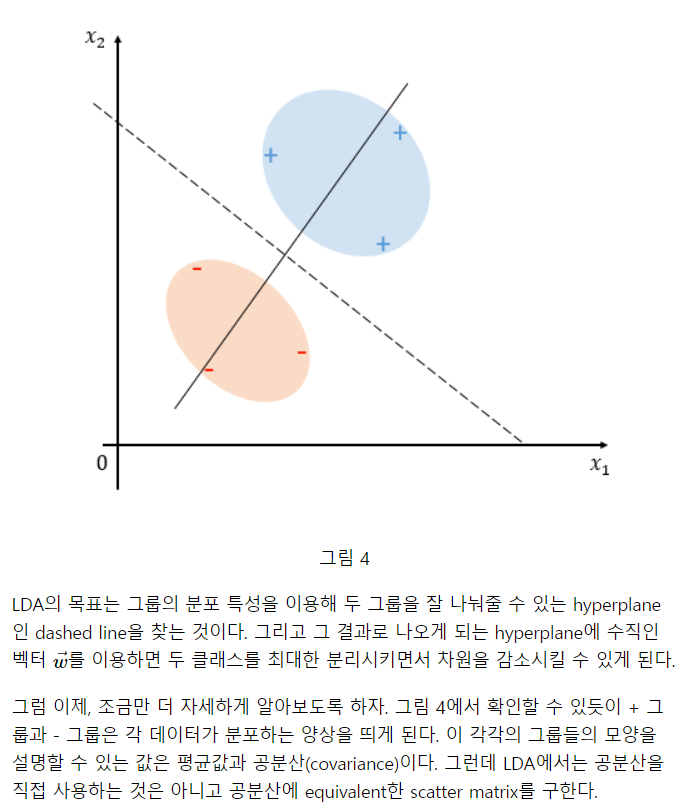 x₂
+
+
+
-
-
-
0
x₁
그림 4
LDA의 목표는 그룹의 분포 특성을 이용해 두 그룹을 잘 나눠줄 수 있는 hyperplane
인 dashed line을 찾는 것이다. 그리고 그 결과로 나오게 되는 hyperplane에 수직인
벡터 w⃗를 이용하면 두 클래스를 최대한 분리시키면서 차원을 감소시킬 수 있게 된다.
그럼 이제, 조금만 더 자세하게 알아보도록 하자. 그림 4에서 확인할 수 있듯이 + 그
룹과 - 그룹은 각 데이터가 분포하는 양상을 띄게 된다. 이 각각의 그룹들의 모양을
설명할 수 있는 값은 평균값과 공분산(covariance)이다. 그런데 LDA에서는 공분산을
직접 사용하는 것은 아니고 공분산에 equivalent한 scatter matrix를 구한다.